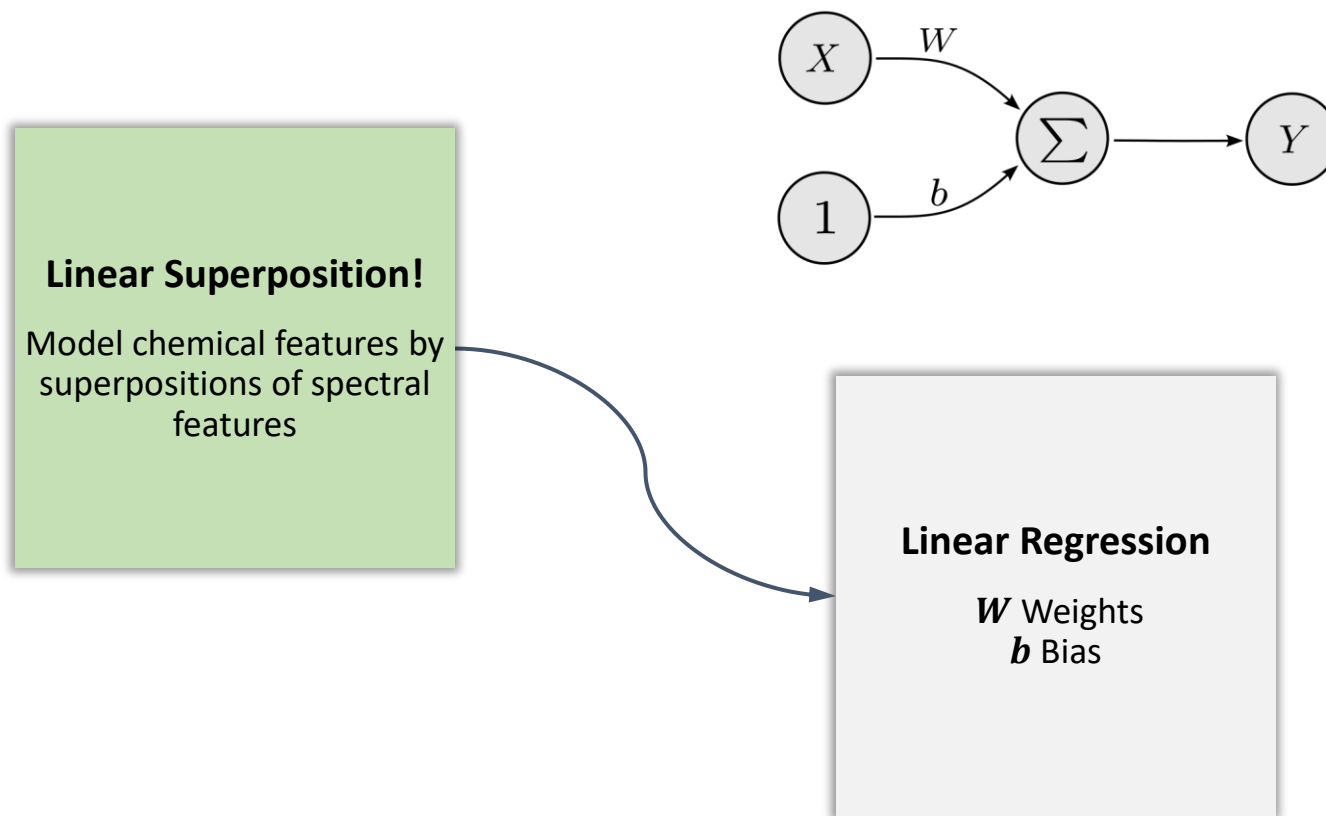 X
W
1
b
∑
Y
Linear Superposition!
Model chemical features by
superpositions of spectral
features
Linear Regression
W Weights
b Bias